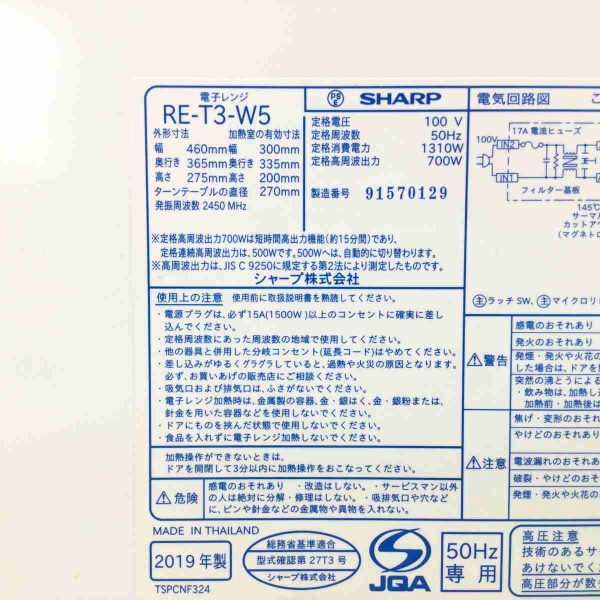 電子レンジ
RE-T3-W5
外形寸法 加熱室の有効寸法
幅 460mm 幅 300mm
奥行き 365mm 奥行き 335mm
高さ 275mm 高さ 200mm
ターンテーブルの直径 270mm
発振周波数 2450 MHz
PS E SHARP
定格電圧 100 V
定格周波数 50Hz
定格消費電力 1310W
定格高周波出力 700W
製造番号 91570129
※定格高周波出力700Wは短時間高出力機能(約15分間)であり、
定格連続高周波出力は、500Wです。500Wへは、自動的に切り替わります。
※高周波出力は、JIS C 9250に規定する第2法により測定したものです。
シャープ株式会社
使用上の注意 使用前に取扱説明書を熟読してください。
・電源プラグは、必ず15A(1500W)以上のコンセントに確実に差し
込んでください。
・定格周波数にあった周波数の地域で使用してください。
・他の器具と併用した分岐コンセント(延長コード)はやめてください。
・差し込みがゆるくグラグラしていると、過熱や火災の原因となります。
必ず、お買いあげの販売店にご相談ください。
・吸気口および排気口は、ふさがないでください。
・電子レンジ加熱時は、金属製の容器、金・銀はく、金・銀粉または、
針金を用いた容器などを使用しないでください。
・ドアにものを挟んだ状態で使用しないでください。
・食品を入れずに電子レンジ加熱しないでください。
加熱操作ができないときは、
ドアを開閉して3分以内に加熱操作をおこなってください。
危険
感電のおそれあり ・改造はしない。・サービスマン以外
の人は絶対に分解・修理はしない。・吸排気口や穴など
に、ピンや針金などの金属物や異物を入れない。
MADE IN THAILAND
2019年製
TSPCNF324
総務省基準適合
型式確認第 27T3 号
シャープ株式会社
S JQA
50Hz
専用
電気回路図 ご
17A 電流ヒューズ
100V
IN2
IN1
フィルター基板
145℃
サーマル
カットア
(マグネトロ
主ラッチ SW、主マイクロリ
警告
感電のおそれあり
発火のおそれあり
発煙・発火や火花の
した場合は、ドアを
突然の沸とうによる
・飲み物は、加熱し過
加熱前・加熱後は
注意
焦げ・変形のおそれ
やけどのおそれあり
電波漏れのおそれあ
破裂・やけどのおそ
発煙・発火や火花の
高圧注意
技術のあるサー
あけないでくだ
高圧部分が数